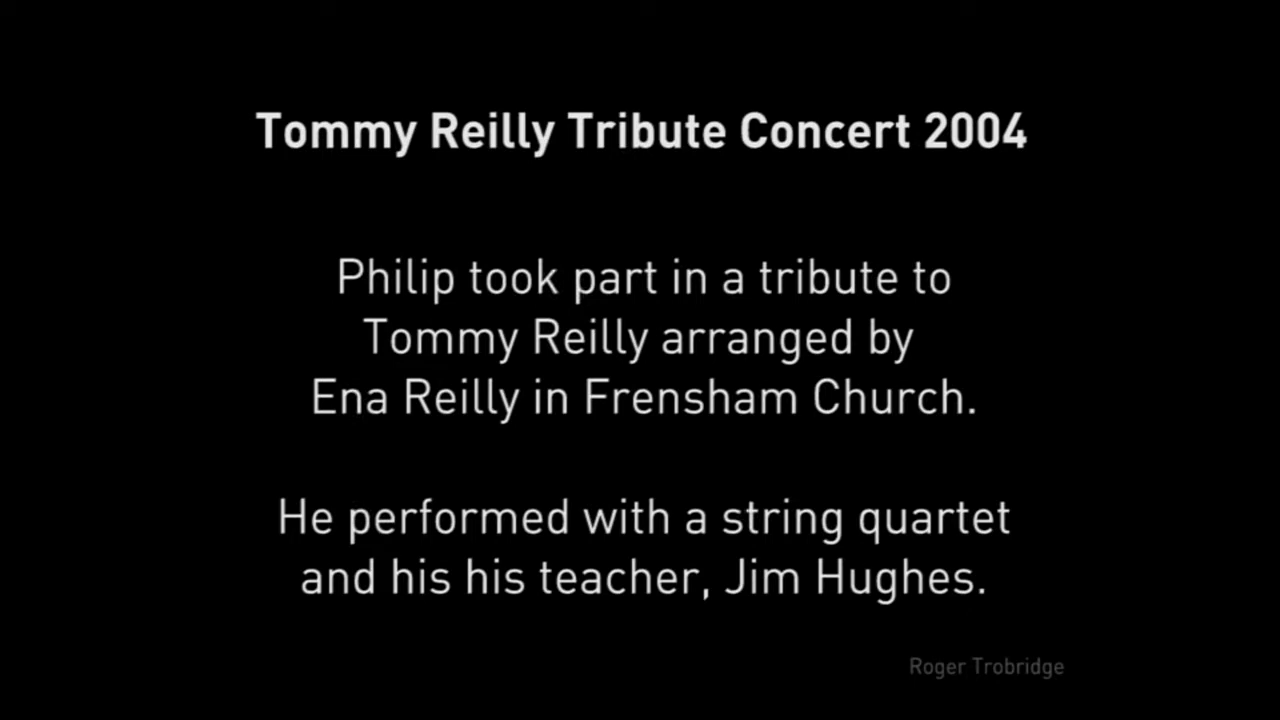 Tommy Reilly Tribute Concert 2004
Philip took part in a tribute to
Tommy Reilly arranged by
Ena Reilly in Frensham Church.
He performed with a string quartet
and his his teacher, Jim Hughes.
Roger Trobridge